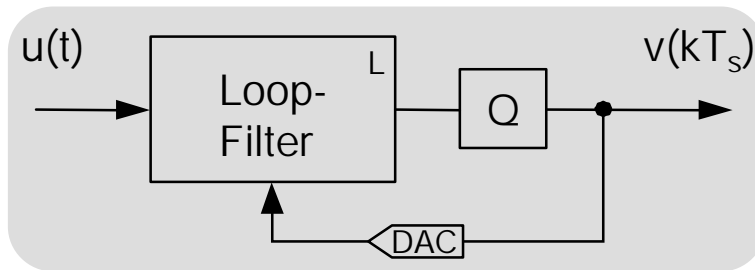 u(t)
v(kTs)
L
Loop-
Filter
Q
DAC